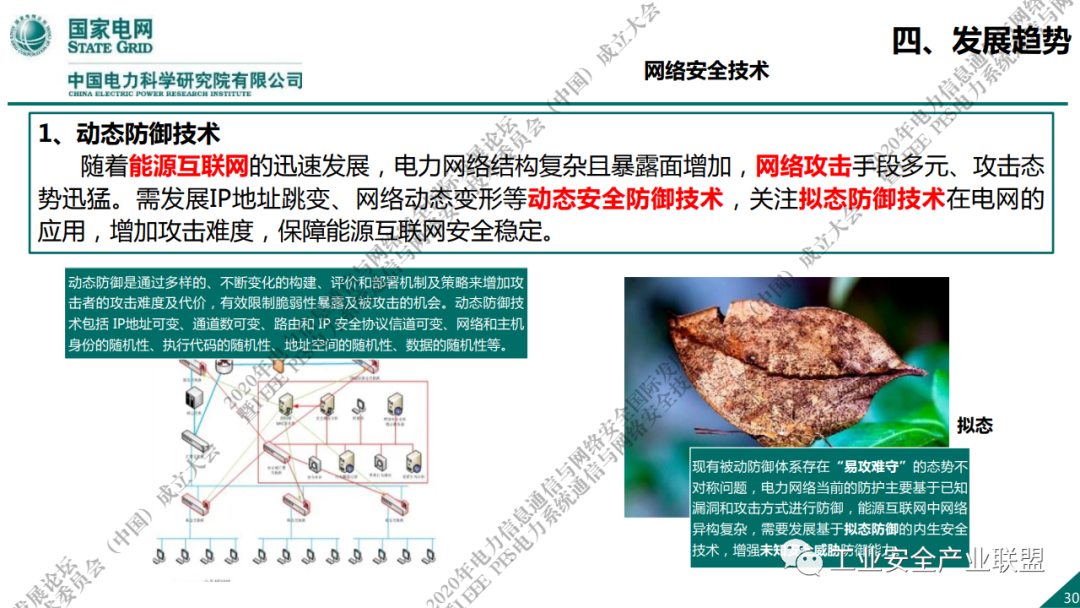 国家电网
STATE GRID
中国电力科学研究院有限公司
CHINA ELECTRIC POWER RESEARCH INSTITUTE
四、发展趋势
网络安全技术
1、动态防御技术
随着能源互联网的迅速发展，电力网络结构复杂且暴露面增加，网络攻击手段多元、攻击态
势迅猛。需发展IP地址跳变、网络动态变形等动态安全防御技术，关注拟态防御技术在电网的
应用，增加攻击难度，保障能源互联网安全稳定。
动态防御是通过多样的、不断变化的构建、评价和部署机制及策略来增加攻
击者的攻击难度及代价，有效限制脆弱性暴露及被攻击的机会。动态防御技
术包括 IP地址可变、通道数可变、路由和 IP 安全协议信道可变、网络和主机
身份的随机性、执行代码的随机性、地址空间的随机性、数据的随机性等。
拟态
现有被动防御体系存在“易攻难守”的态势不
对称问题，电力网络当前的防护主要基于已知
漏洞和攻击方式进行防御，能源互联网中网络
异构复杂，需要发展基于拟态防御的内生安全
技术，增强未知安全威胁防御能力
工业安全产业联盟
2020年电力信息通信与网络安全国际发展论坛
暨IEEE PES电力系统通信与网络安全技术委员会（中国）成立大会
30